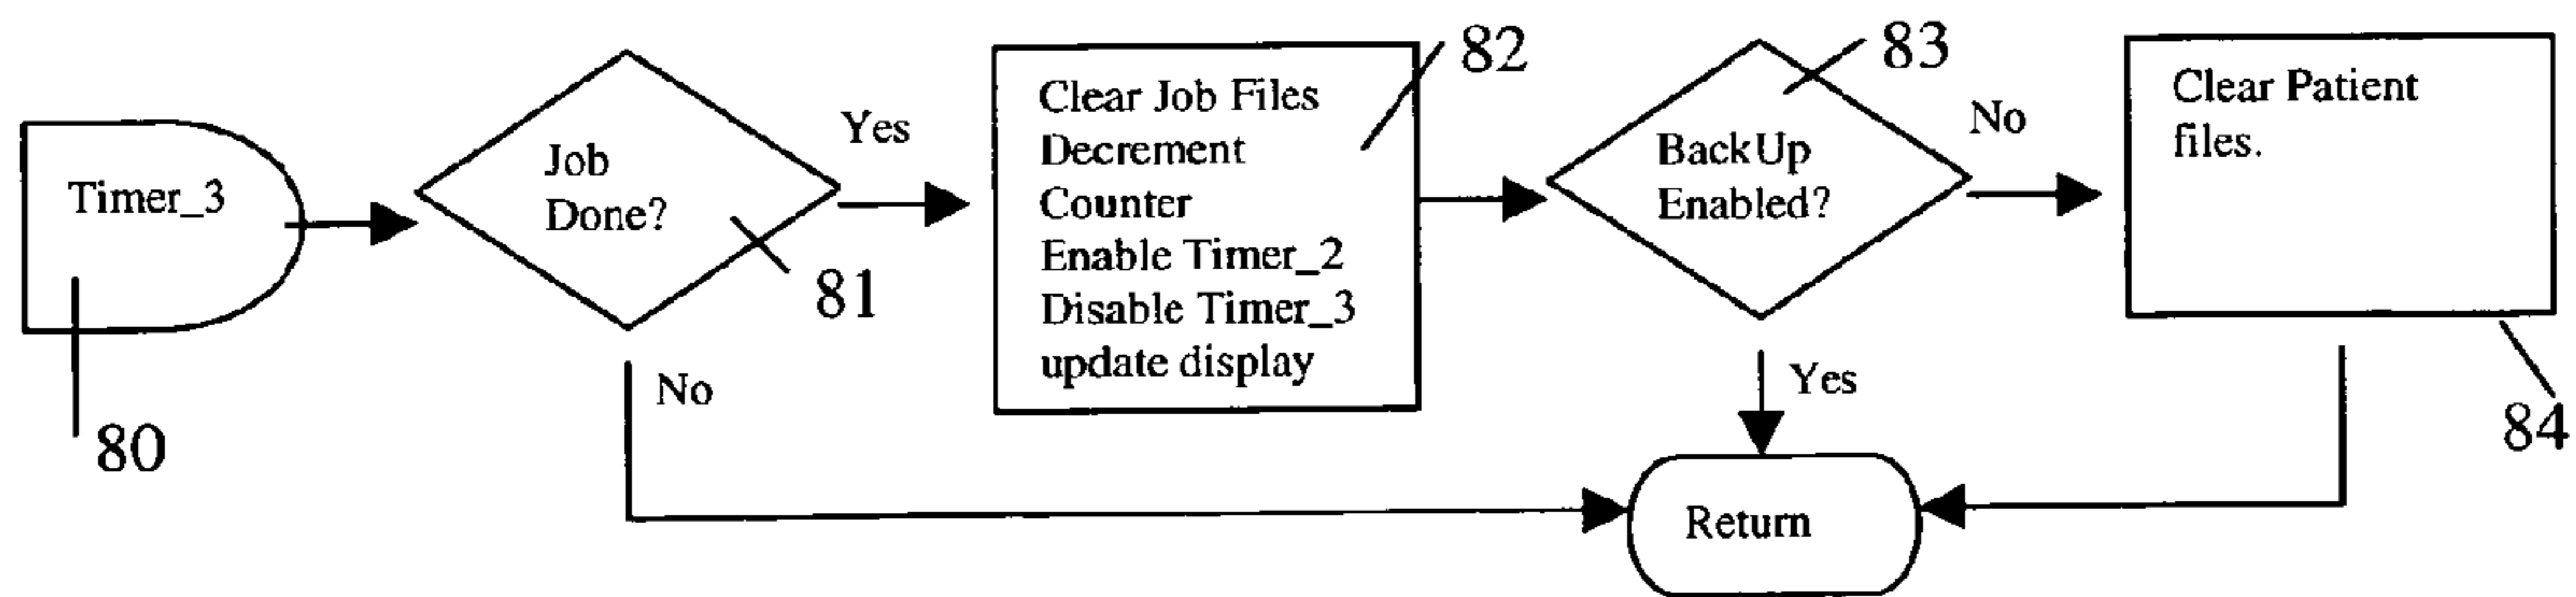 Timer_3
80
Job
Done?
81
Yes
No
Clear Job Files
Decrement
Counter
Enable Timer_2
Disable Timer_3
update display
82
BackUp
Enabled?
83
No
Yes
Clear Patient
files.
84
Return